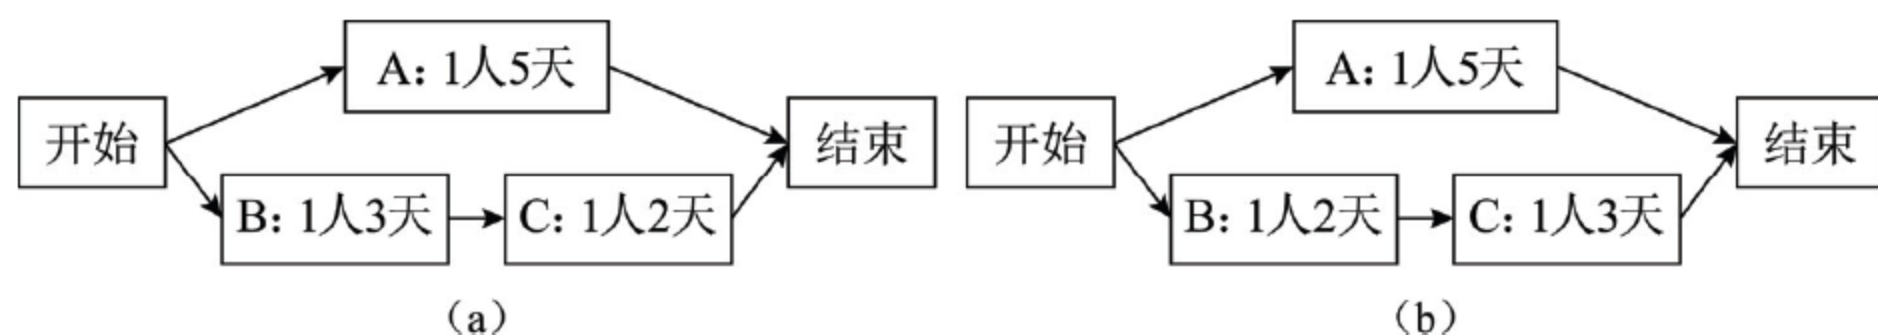 A：1人5天
开始
结束
B：1人3天
C：1人2天
（a）
A：1人5天
开始
结束
B：1人2天
C：1人3天
（b）